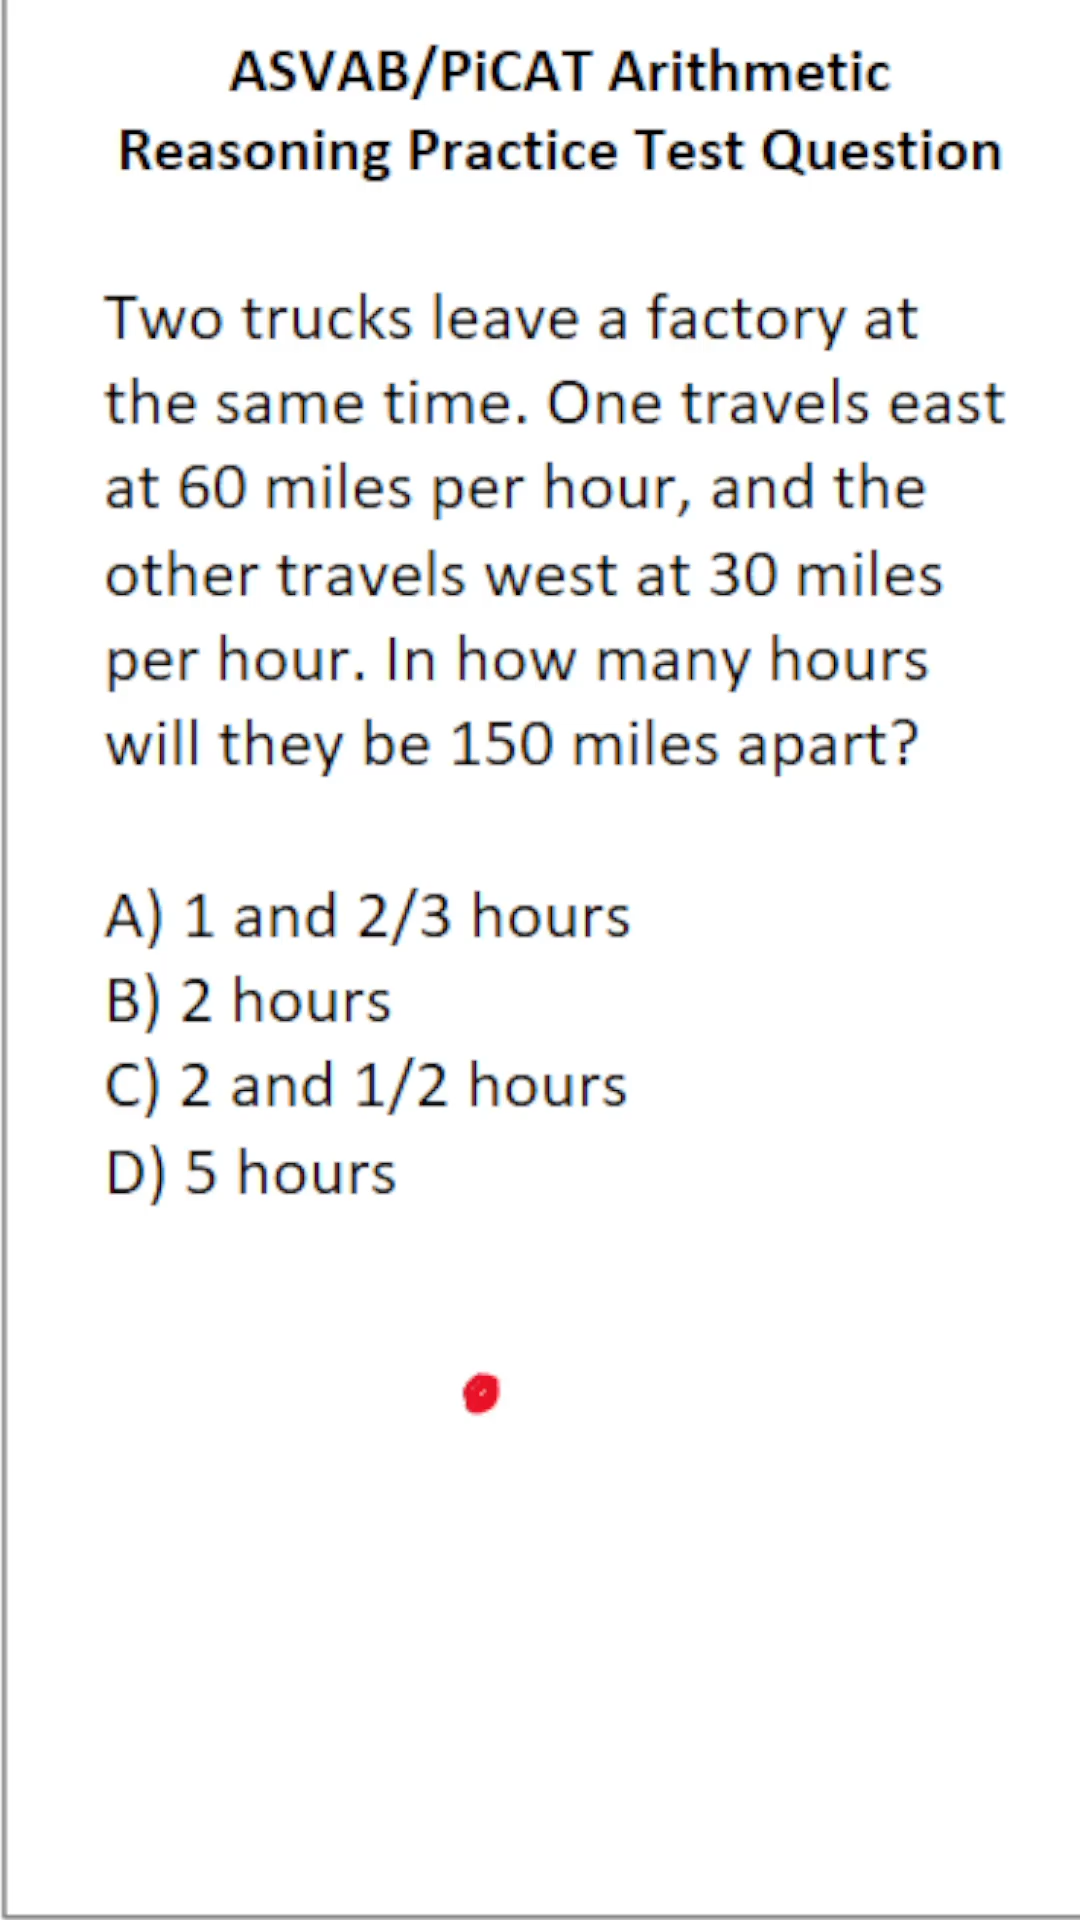 ASVAB/PiCAT Arithmetic
Reasoning Practice Test Question
Two trucks leave a factory at
the same time. One travels east
at 60 miles per hour, and the
other travels west at 30 miles
per hour. In how many hours
will they be 150 miles apart?
A) 1 and 2/3 hours
B) 2 hours
C) 2 and 1/2 hours
D) 5 hours